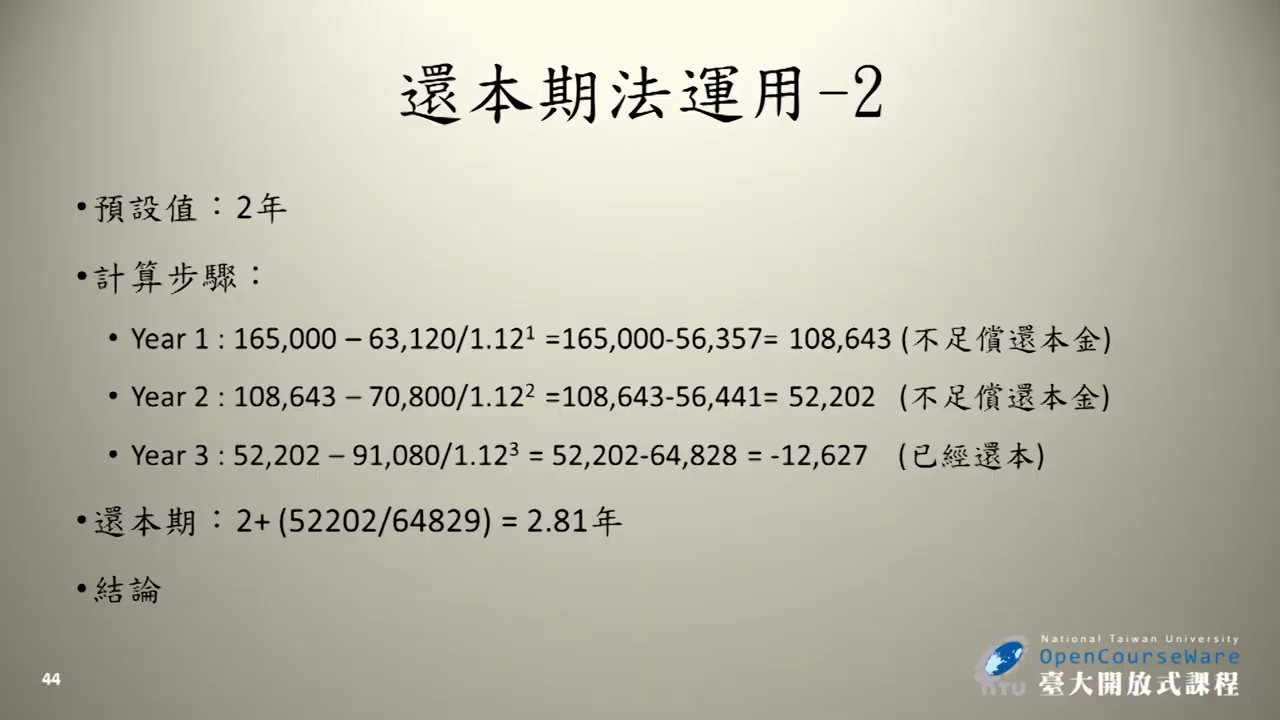 還本期法運用-2
•預設值：2年
•計算步驟：
• Year 1 : 165,000 – 63,120/1.12¹ =165,000-56,357= 108,643 (不足償還本金)
• Year 2 : 108,643 – 70,800/1.12² =108,643-56,441= 52,202 (不足償還本金)
• Year 3 : 52,202 – 91,080/1.12³ = 52,202-64,828 = -12,627 (已經還本)
•還本期：2+ (52202/64829) = 2.81年
•結論
National Taiwan University
OpenCourseWare
臺大開放式課程
NTU
44